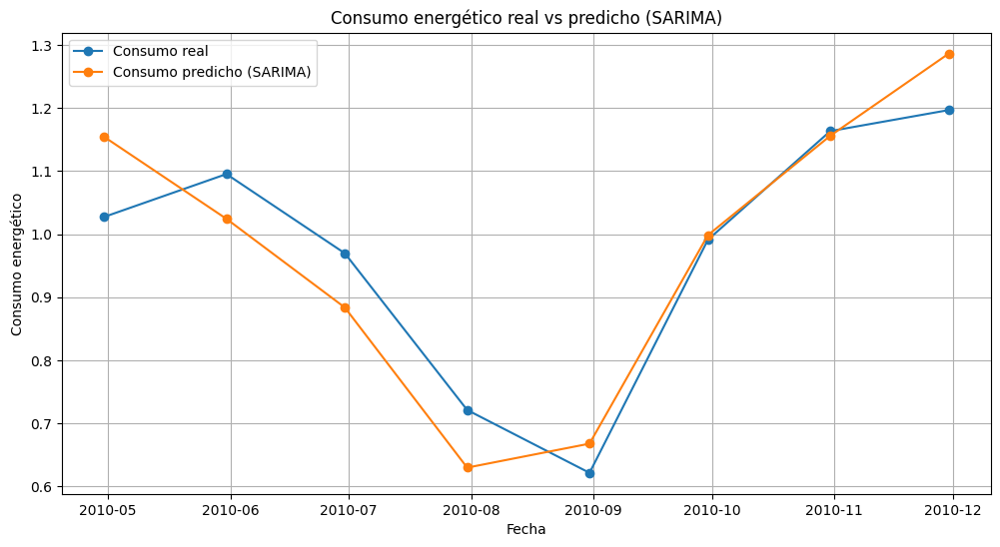 Consumo energético real vs predicho (SARIMA)
Consumo real
Consumo predicho (SARIMA)
Consumo energético
1.3
1.2
1.1
1.0
0.9
0.8
0.7
0.6
2010-05 2010-06 2010-07 2010-08 2010-09 2010-10 2010-11 2010-12
Fecha